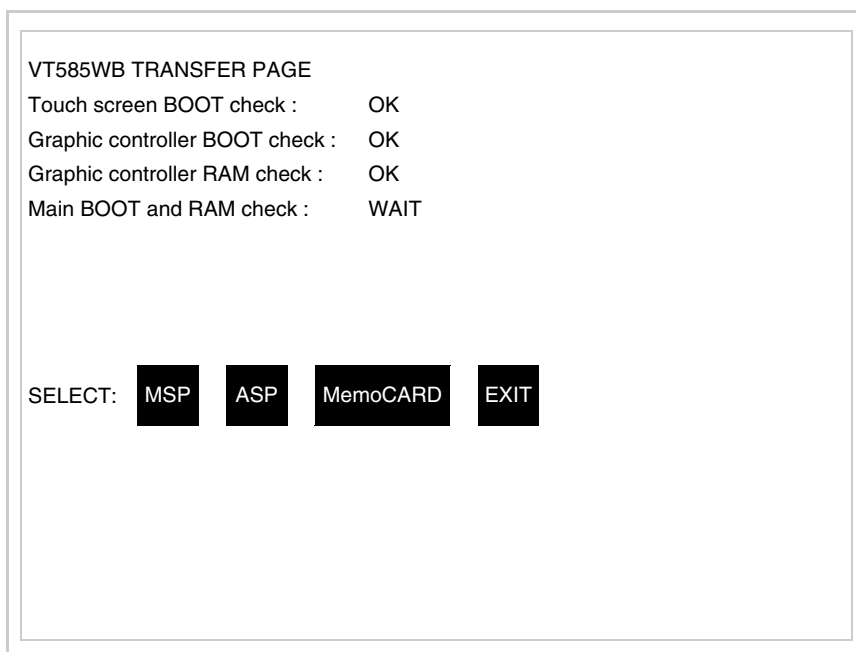 VT585WB TRANSFER PAGE
Touch screen BOOT check : OK
Graphic controller BOOT check : OK
Graphic controller RAM check : OK
Main BOOT and RAM check : WAIT
SELECT: MSP ASP MemoCARD EXIT